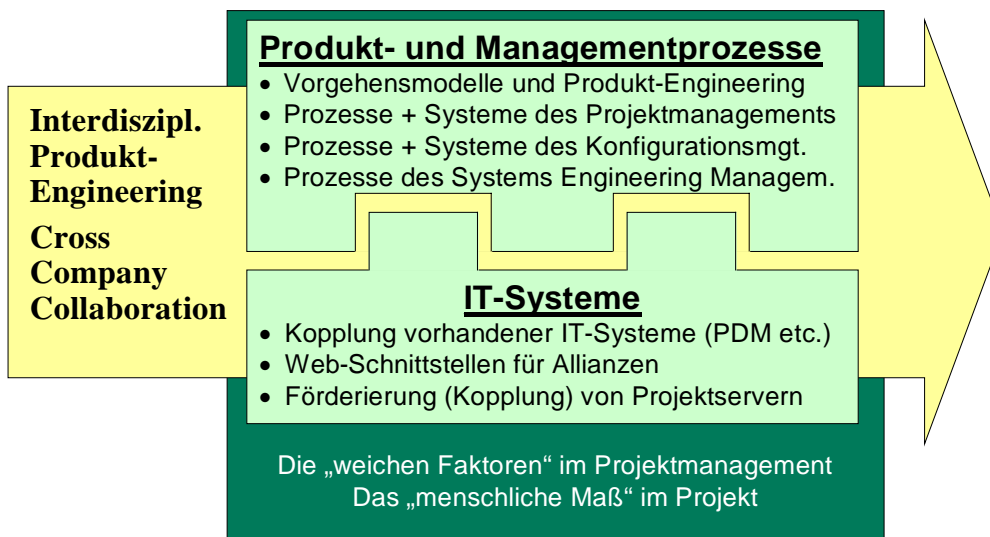 Interdiszipl.
Produkt-
Engineering
Cross
Company
Collaboration
Produkt- und Managementprozesse
• Vorgehensmodelle und Produkt-Engineering
• Prozesse + Systeme des Projektmanagements
• Prozesse + Systeme des Konfigurationsmgt.
• Prozesse des Systems Engineering Managem.
IT-Systeme
• Kopplung vorhandener IT-Systeme (PDM etc.)
• Web-Schnittstellen für Allianzen
• Förderierung (Kopplung) von Projektservern
Die „weichen Faktoren“ im Projektmanagement
Das „menschliche Maß“ im Projekt